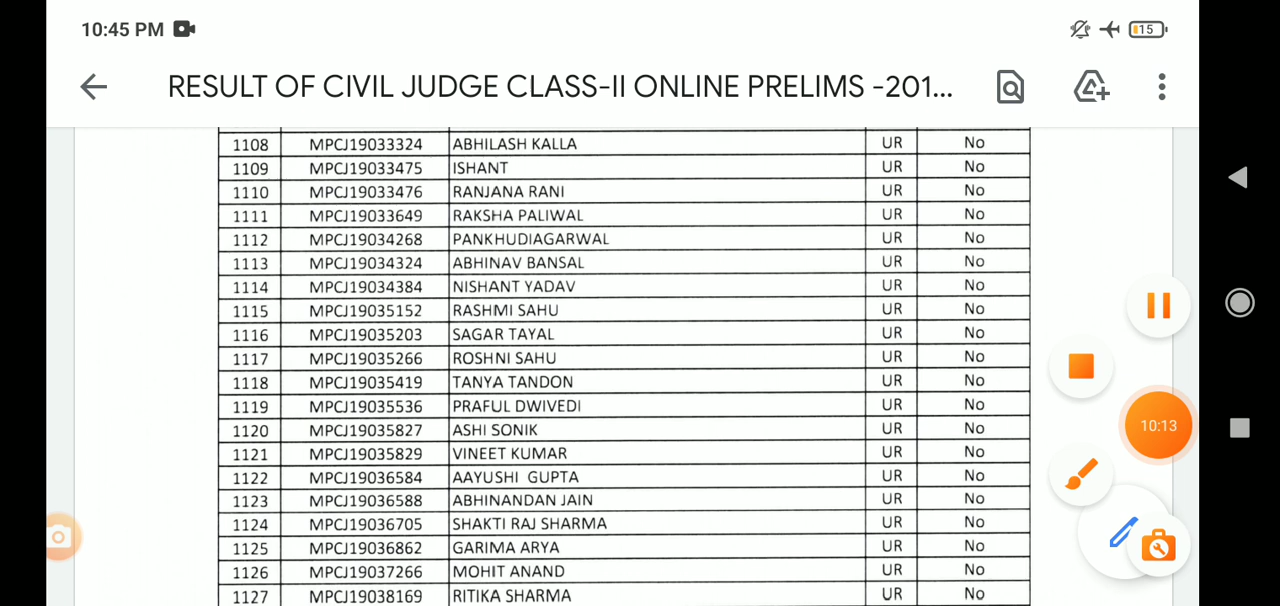 10:45 PM 15
RESULT OF CIVIL JUDGE CLASS-II ONLINE PRELIMS -201...
1108 MPCJ19033324 ABHILASH KALLA UR No
1109 MPCJ19033475 ISHANT UR No
1110 MPCJ19033476 RANJANA RANI UR No
1111 MPCJ19033649 RAKSHA PALIWAL UR No
1112 MPCJ19034268 PANKHUDIAGARWAL UR No
1113 MPCJ19034324 ABHINAV BANSAL UR No
1114 MPCJ19034384 NISHANT YADAV UR No
1115 MPCJ19035152 RASHMI SAHU UR No
1116 MPCJ19035203 SAGAR TAYAL UR No
1117 MPCJ19035266 ROSHNI SAHU UR No
1118 MPCJ19035419 TANYA TANDON UR No
1119 MPCJ19035536 PRAFUL DWIVEDI UR No
1120 MPCJ19035827 ASHI SONIK UR No
1121 MPCJ19035829 VINEET KUMAR UR No
1122 MPCJ19036584 AAYUSHI GUPTA UR No
1123 MPCJ19036588 ABHINANDAN JAIN UR No
1124 MPCJ19036705 SHAKTI RAJ SHARMA UR No
1125 MPCJ19036862 GARIMA ARYA UR No
1126 MPCJ19037266 MOHIT ANAND UR No
1127 MPCJ19038169 RITIKA SHARMA UR No
10:13